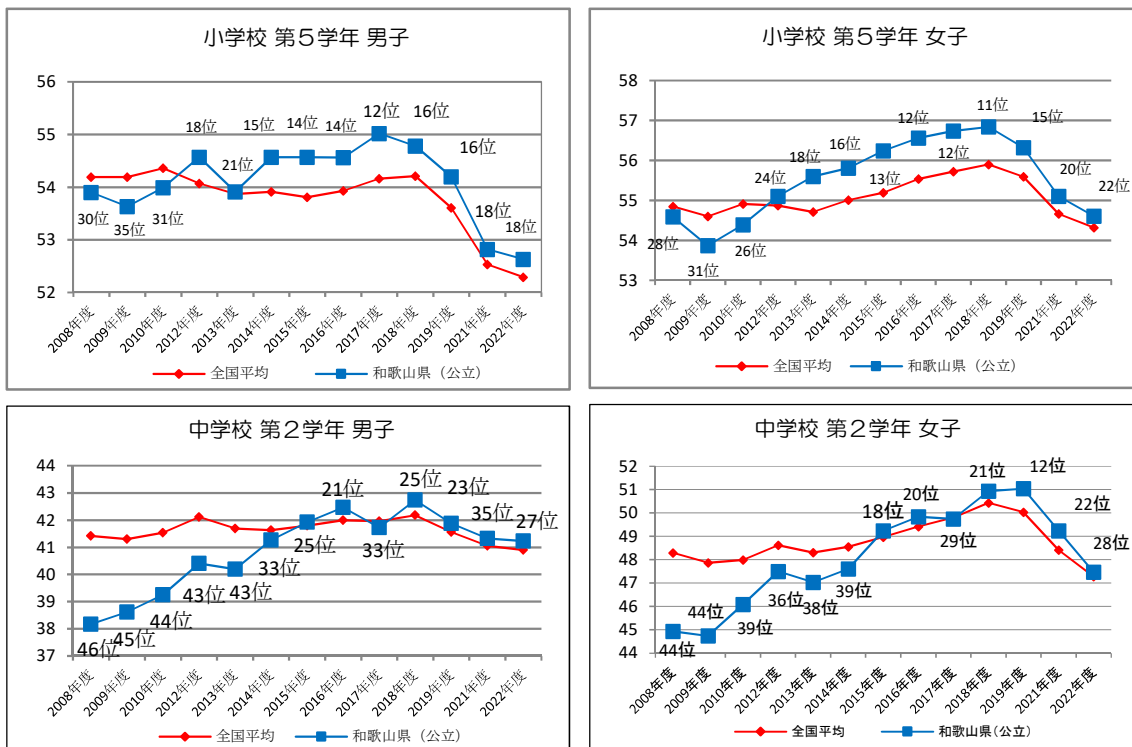 小学校 第5学年 男子
56
55
54
53
52
30位
35位
31位
18位
21位
15位
14位
14位
12位
16位
16位
18位
18位
2008年度
2009年度
2010年度
2012年度
2013年度
2014年度
2015年度
2016年度
2017年度
2018年度
2019年度
2021年度
2022年度
全国平均 和歌山県（公立）
小学校 第5学年 女子
58
57
56
55
54
53
28位
31位
26位
24位
18位
16位
13位
12位
12位
11位
15位
20位
22位
2008年度
2009年度
2010年度
2012年度
2013年度
2014年度
2015年度
2016年度
2017年度
2018年度
2019年度
2021年度
2022年度
全国平均 和歌山県（公立）
中学校 第２学年 男子
44
43
42
41
40
39
38
37
46位
45位
44位
43位
43位
33位
25位
21位
33位
25位
23位
35位
27位
2008年度
2009年度
2010年度
2012年度
2013年度
2014年度
2015年度
2016年度
2017年度
2018年度
2019年度
2021年度
2022年度
全国平均 和歌山県（公立）
中学校 第２学年 女子
52
51
50
49
48
47
46
45
44
44位
44位
39位
36位
38位
39位
18位
20位
29位
21位
12位
22位
28位
2008年度
2009年度
2010年度
2012年度
2013年度
2014年度
2015年度
2016年度
2017年度
2018年度
2019年度
2021年度
2022年度
全国平均 和歌山県(公立)